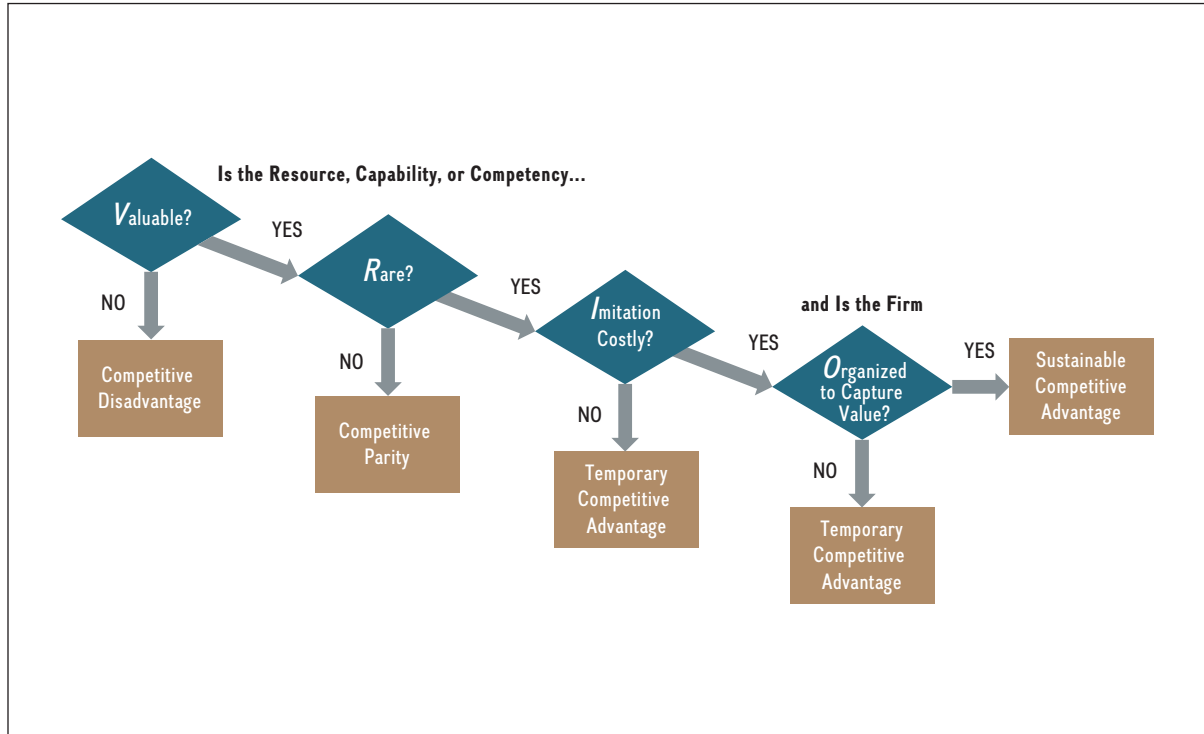 Is the Resource, Capability, or Competency...
Valuable?
YES
NO
Competitive
Disadvantage
Rare?
YES
NO
Competitive
Parity
Imitation
Costly?
YES
NO
Temporary
Competitive
Advantage
and Is the Firm
Organized
to Capture
Value?
YES
Sustainable
Competitive
Advantage
NO
Temporary
Competitive
Advantage